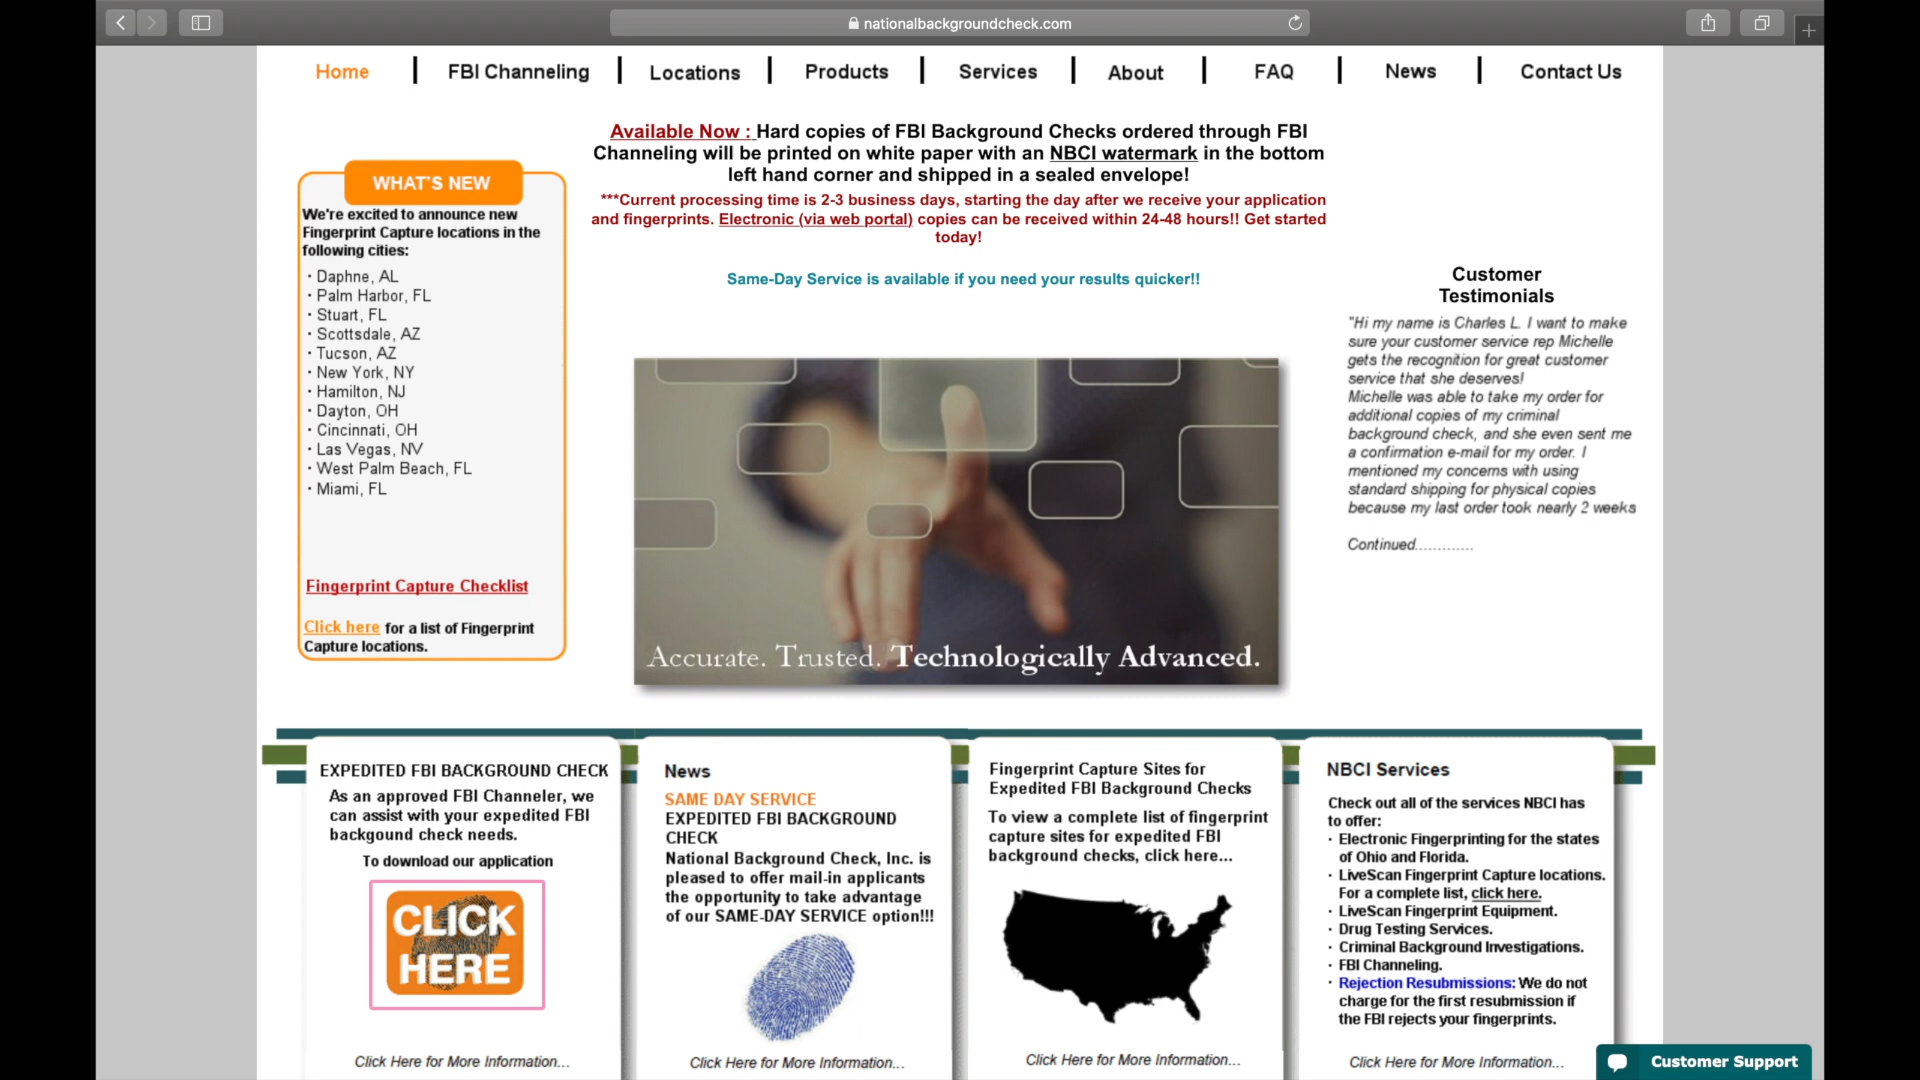 nationalbackgroundcheck.com
Home
FBI Channeling
Locations
Products
Services
About
FAQ
News
Contact Us
Available Now : Hard copies of FBI Background Checks ordered through FBI
Channeling will be printed on white paper with an NBCI watermark in the bottom
left hand corner and shipped in a sealed envelope!
***Current processing time is 2-3 business days, starting the day after we receive your application
and fingerprints. Electronic (via web portal) copies can be received within 24-48 hours!! Get started
today!
Same-Day Service is available if you need your results quicker!!
WHAT'S NEW
We're excited to announce new
Fingerprint Capture locations in the
following cities:
· Daphne, AL
· Palm Harbor, FL
· Stuart, FL
· Scottsdale, AZ
· Tucson, AZ
· New York, NY
· Hamilton, NJ
· Dayton, OH
· Cincinnati, OH
· Las Vegas, NV
· West Palm Beach, FL
· Miami, FL
Fingerprint Capture Checklist
Click here for a list of Fingerprint
Capture locations.
Accurate. Trusted. Technologically Advanced.
Customer
Testimonials
"Hi my name is Charles L. I want to make
sure your customer service rep Michelle
gets the recognition for great customer
service that she deserves!
Michelle was able to take my order for
additional copies of my criminal
background check, and she even sent me
a confirmation e-mail for my order. I
mentioned my concerns with using
standard shipping for physical copies
because my last order took nearly 2 weeks
Continued.............
EXPEDITED FBI BACKGROUND CHECK
As an approved FBI Channeler, we
can assist with your expedited FBI
backgound check needs.
To download our application
CLICK
HERE
Click Here for More Information...
News
SAME DAY SERVICE
EXPEDITED FBI BACKGROUND
CHECK
National Background Check, Inc. is
pleased to offer mail-in applicants
the opportunity to take advantage
of our SAME-DAY SERVICE option!!!
Click Here for More Information...
Fingerprint Capture Sites for
Expedited FBI Background Checks
To view a complete list of fingerprint
capture sites for expedited FBI
background checks, click here...
Click Here for More Information...
NBCI Services
Check out all of the services NBCI has
to offer:
· Electronic Fingerprinting for the states
of Ohio and Florida.
· LiveScan Fingerprint Capture locations.
For a complete list, click here.
· LiveScan Fingerprint Equipment.
· Drug Testing Services.
· Criminal Background Investigations.
· FBI Channeling.
· Rejection Resubmissions: We do not
charge for the first resubmission if
the FBI rejects your fingerprints.
Click Here for More Information...
Customer Support